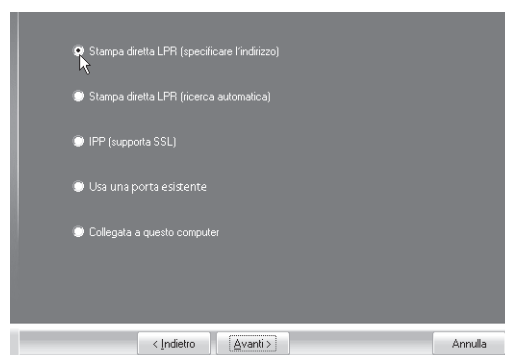 Stampa diretta LPR (specificare l'indirizzo)
Stampa diretta LPR (ricerca automatica)
IPP (supporta SSL)
Usa una porta esistente
Collegata a questo computer
< Indietro
Avanti >
Annulla